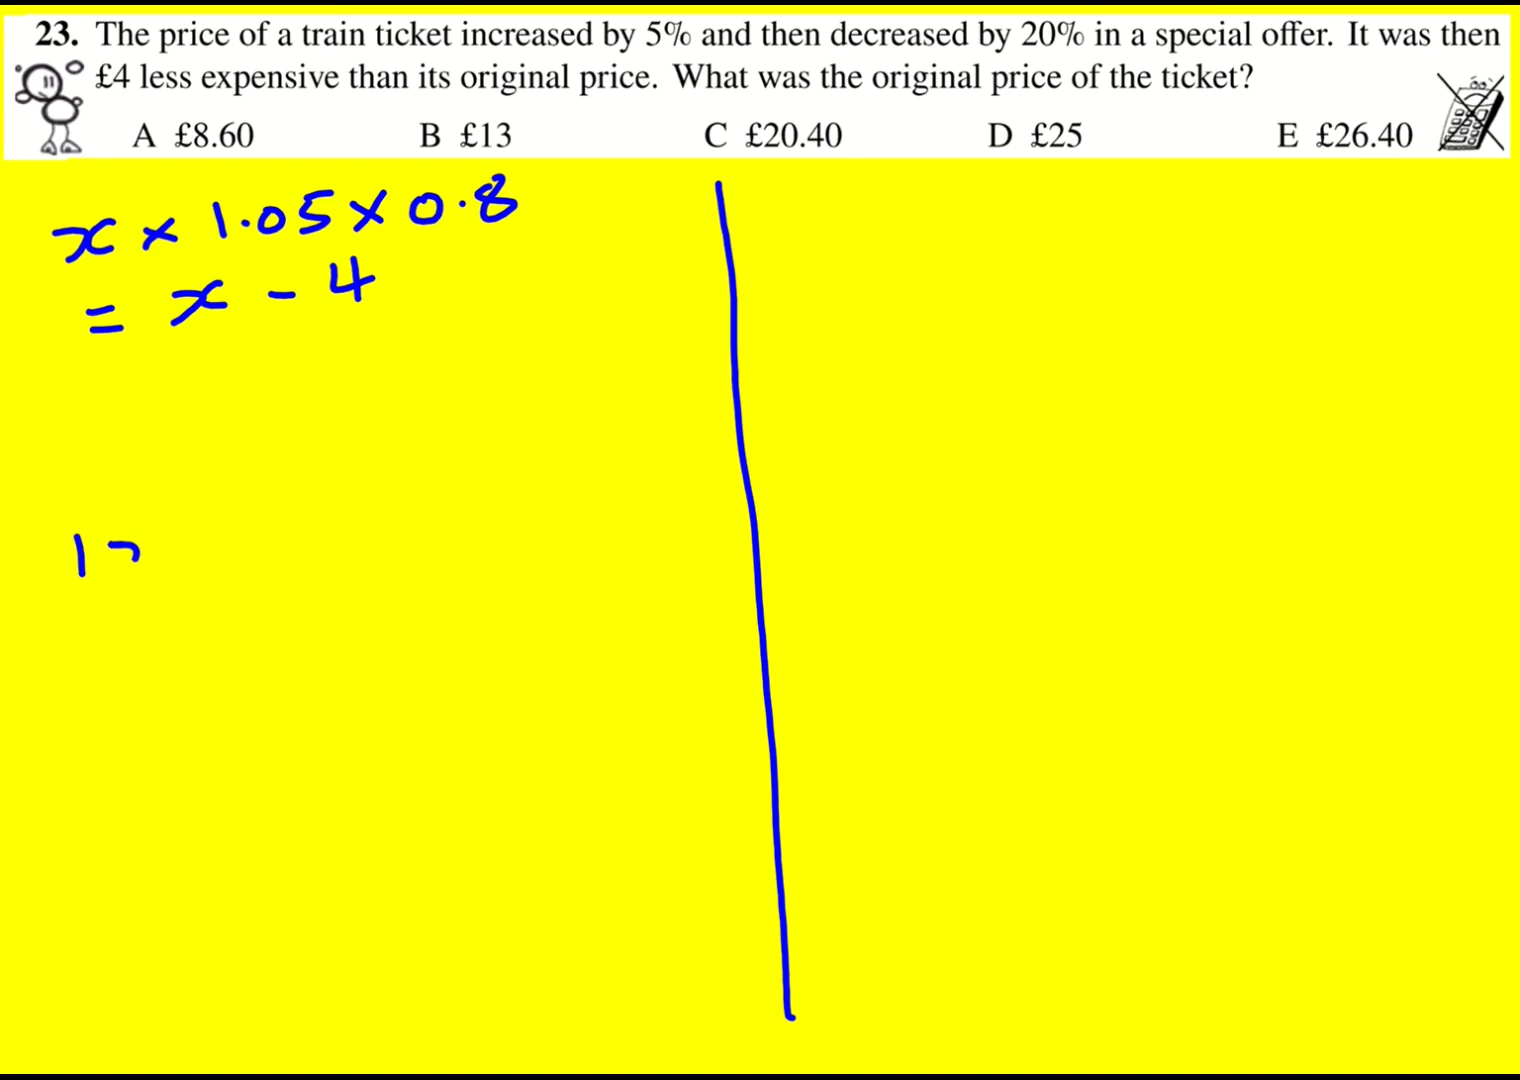 23. The price of a train ticket increased by 5% and then decreased by 20% in a special offer. It was then
£4 less expensive than its original price. What was the original price of the ticket?
A £8.60 B £13 C £20.40 D £25 E £26.40
x × 1.05 × 0.8
= x - 4
1